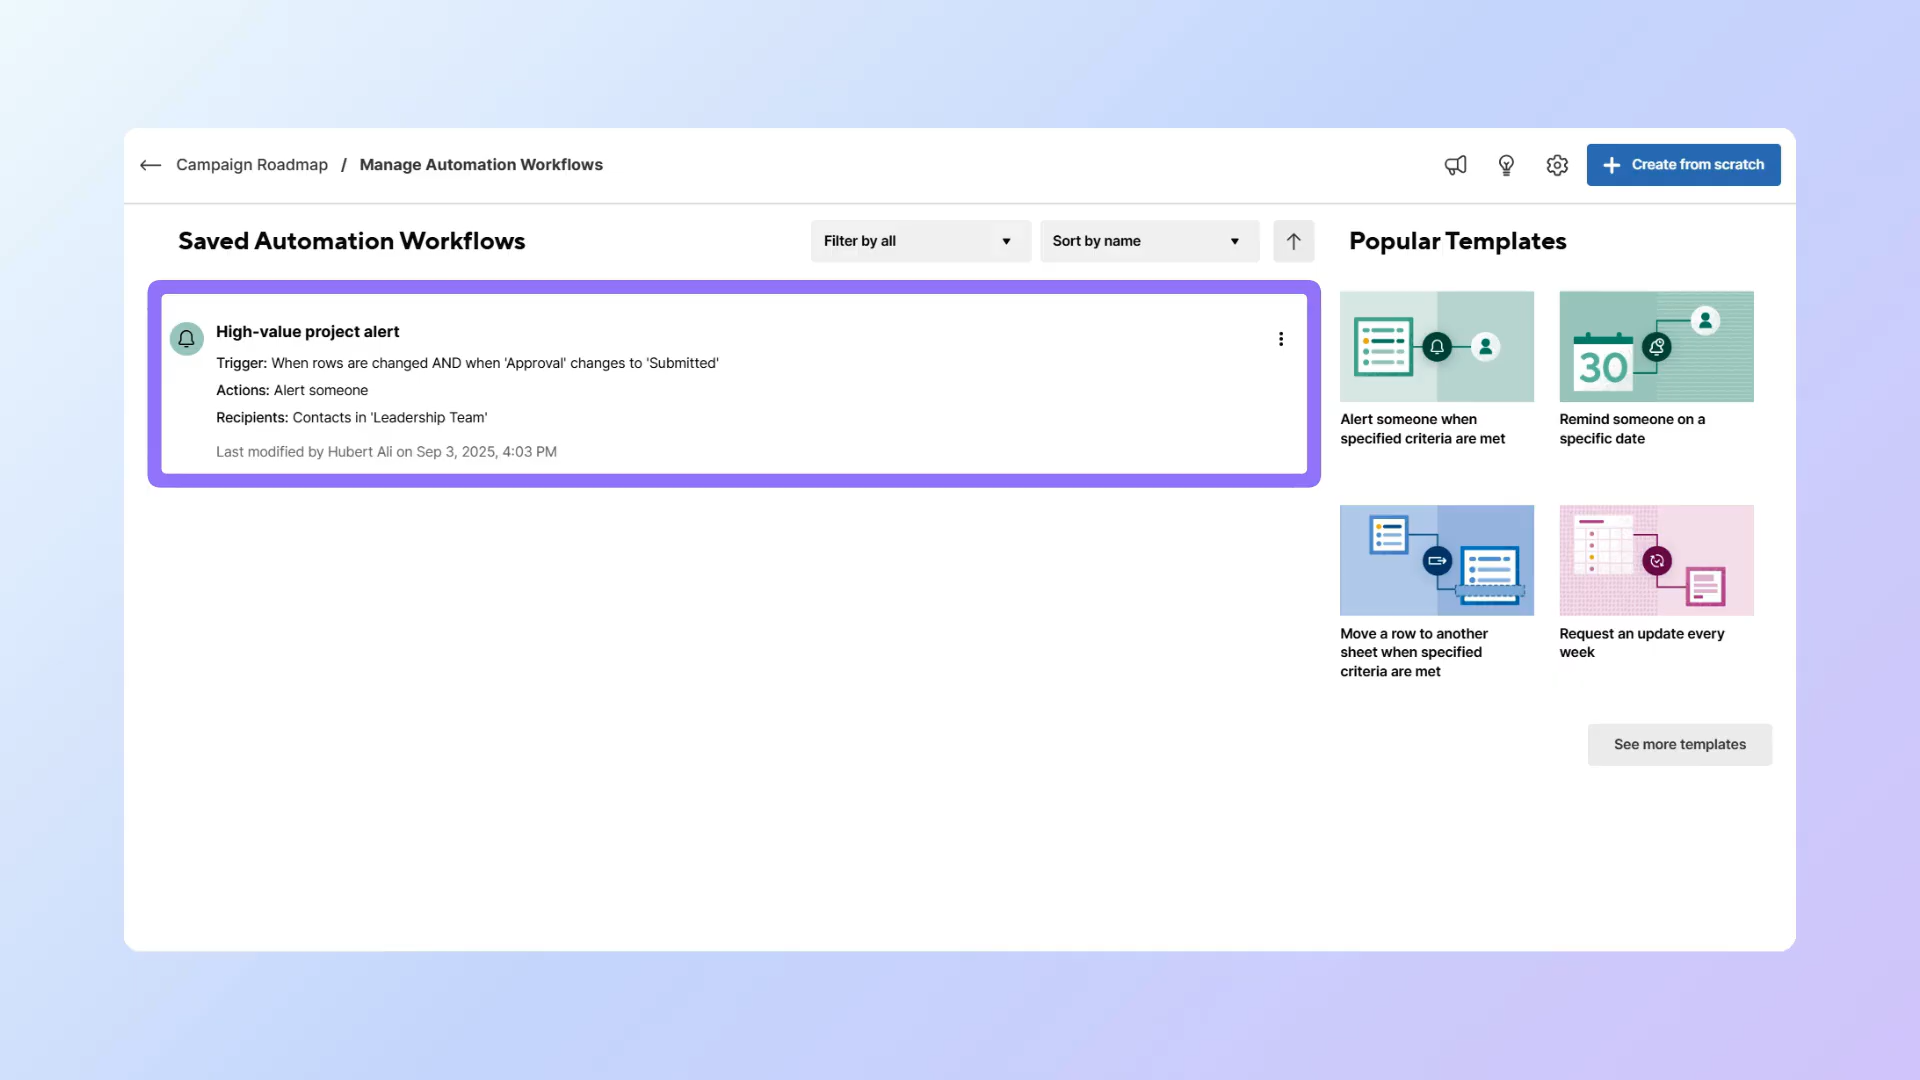 Campaign Roadmap / Manage Automation Workflows
Create from scratch
Saved Automation Workflows
Filter by all
Sort by name
Popular Templates
High-value project alert
Trigger: When rows are changed AND when 'Approval' changes to 'Submitted'
Actions: Alert someone
Recipients: Contacts in 'Leadership Team'
Last modified by Hubert Ali on Sep 3, 2025, 4:03 PM
Alert someone when
specified criteria are met
30
Remind someone on a
specific date
Move a row to another
sheet when specified
criteria are met
Request an update every
week
See more templates